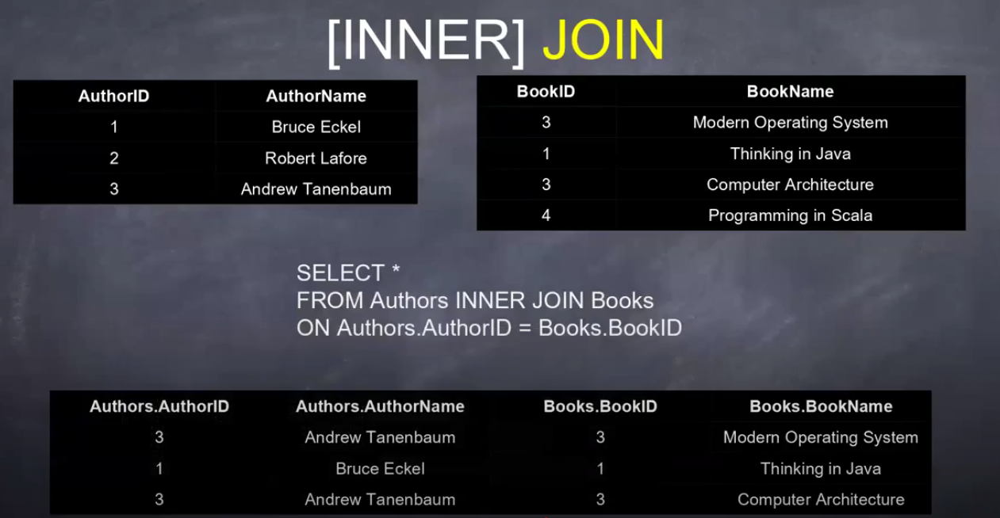 [INNER] JOIN
AuthorID AuthorName
1 Bruce Eckel
2 Robert Lafore
3 Andrew Tanenbaum
BookID BookName
3 Modern Operating System
1 Thinking in Java
3 Computer Architecture
4 Programming in Scala
SELECT *
FROM Authors INNER JOIN Books
ON Authors.AuthorID = Books.BookID
Authors.AuthorID Authors.AuthorName Books.BookID Books.BookName
3 Andrew Tanenbaum 3 Modern Operating System
1 Bruce Eckel 1 Thinking in Java
3 Andrew Tanenbaum 3 Computer Architecture